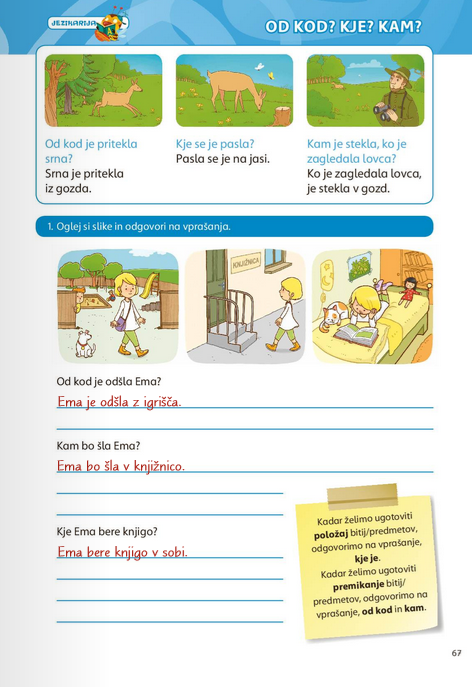 JEZIKARIJA
OD KOD? KJE? KAM?
Od kod je pritekla
srna?
Srna je pritekla
iz gozda.
Kje se je pasla?
Pasla se je na jasi.
Kam je stekla, ko je
zagledala lovca?
Ko je zagledala lovca,
je stekla v gozd.
1. Oglej si slike in odgovori na vprašanja.
KNJIŽNICA
Od kod je odšla Ema?
Ema je odšla z igrišča.
Kam bo šla Ema?
Ema bo šla v knjižnico.
Kje Ema bere knjigo?
Ema bere knjigo v sobi.
Kadar želimo ugotoviti
položaj bitij/predmetov,
odgovorimo na vprašanje,
kje je.
Kadar želimo ugotoviti
premikanje bitij/
predmetov, odgovorimo na
vprašanje, od kod in kam.
67